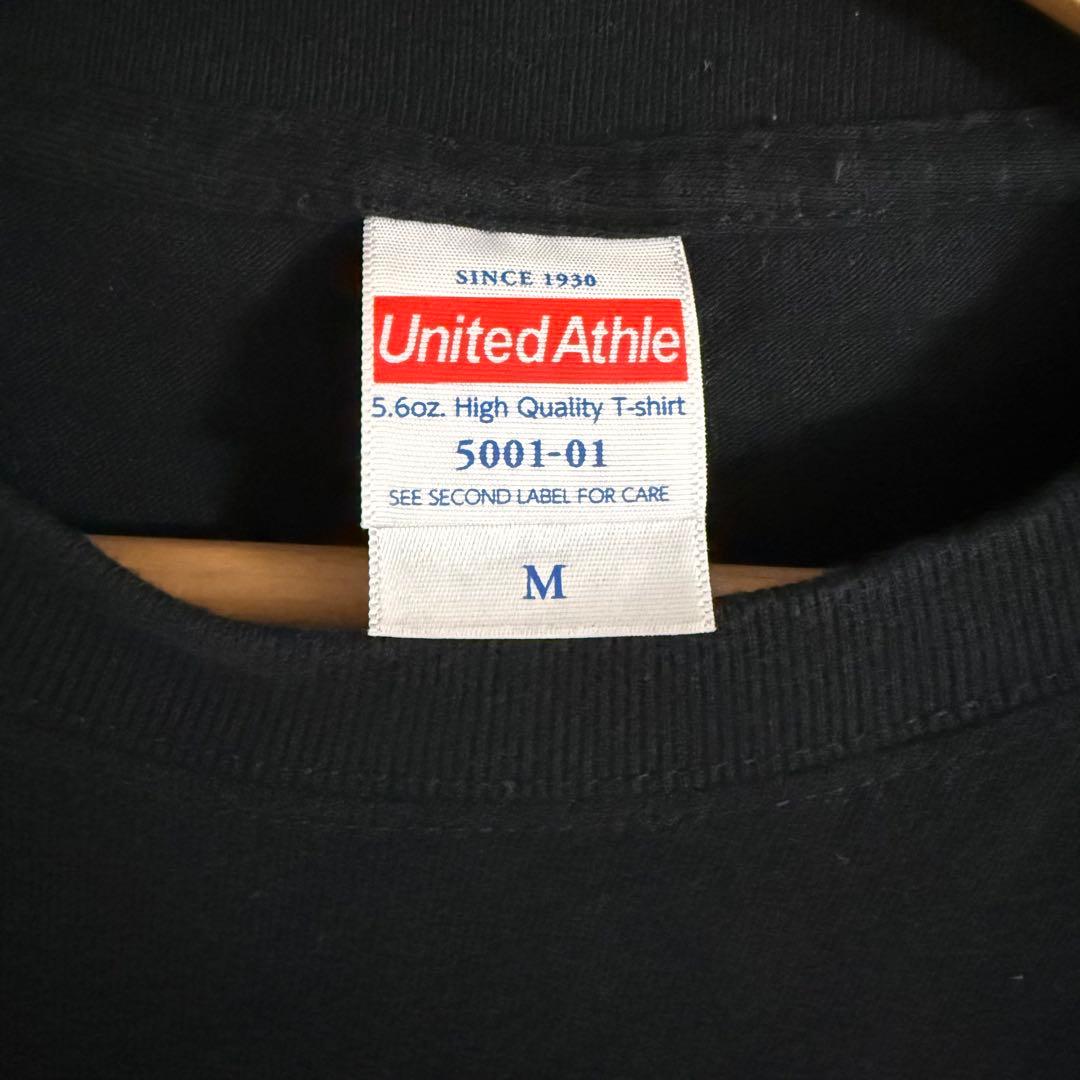 SINCE 1930
United Athle
5.6oz. High Quality T-shirt
5001-01
SEE SECOND LABEL FOR CARE
M